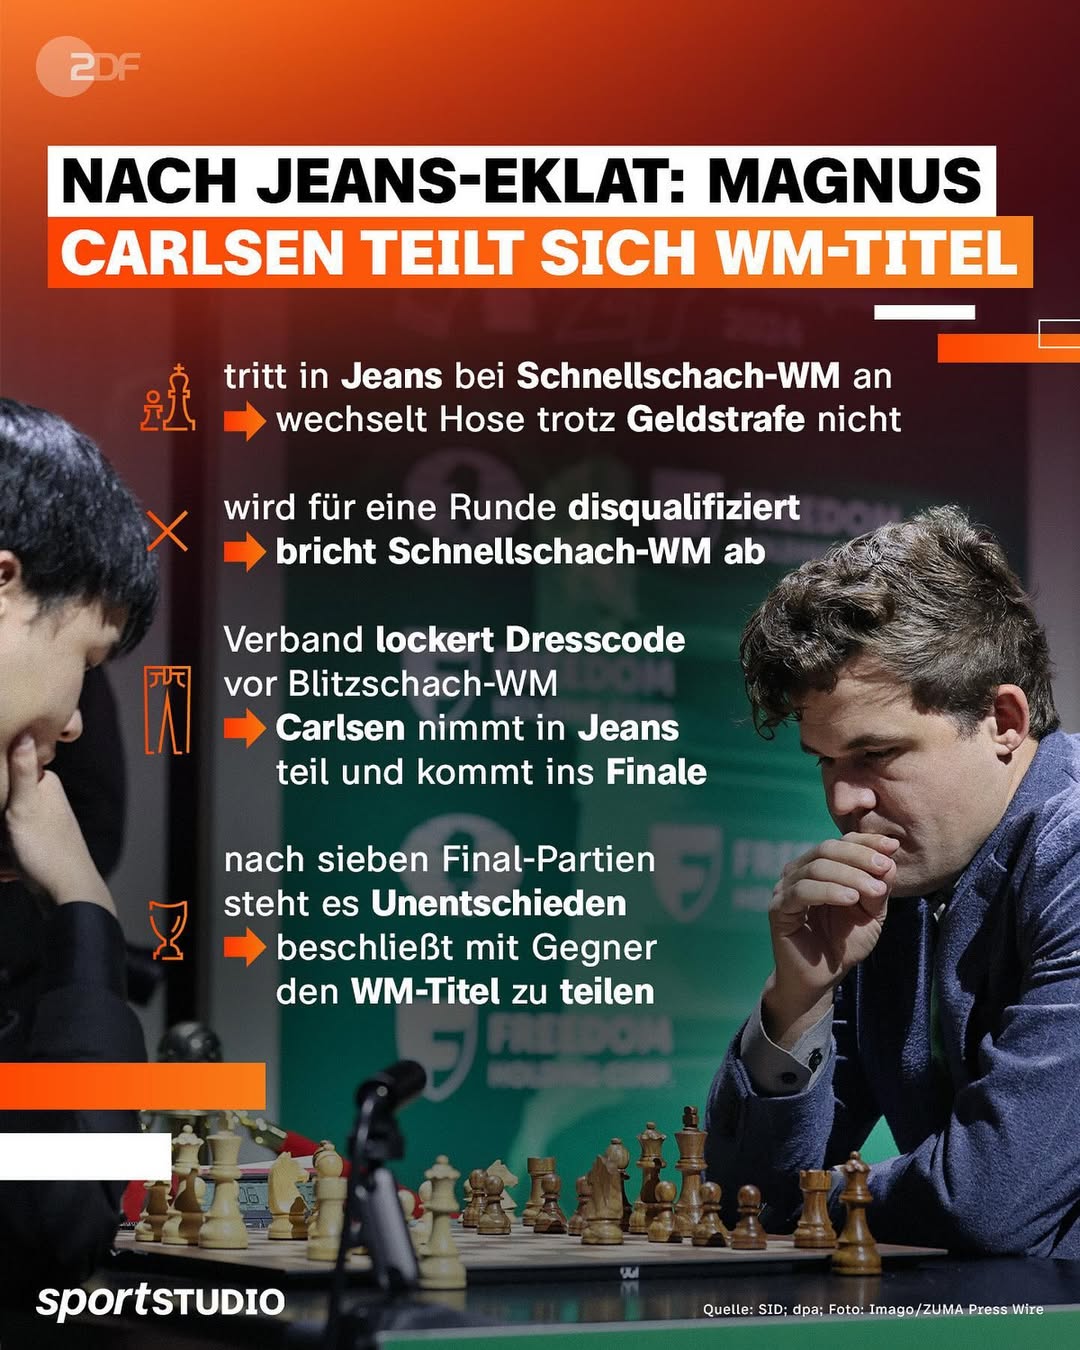 ZDF
NACH JEANS-EKLAT: MAGNUS
CARLSEN TEILT SICH WM-TITEL
tritt in Jeans bei Schnellschach-WM an
wechselt Hose trotz Geldstrafe nicht
wird für eine Runde disqualifiziert
bricht Schnellschach-WM ab
Verband lockert Dresscode
vor Blitzschach-WM
Carlsen nimmt in Jeans
teil und kommt ins Finale
nach sieben Final-Partien
steht es Unentschieden
beschließt mit Gegner
den WM-Titel zu teilen
FREEDOM
HOLDING CORP.
sportSTUDIO
Quelle: SID; dpa; Foto: Imago/ZUMA Press Wire